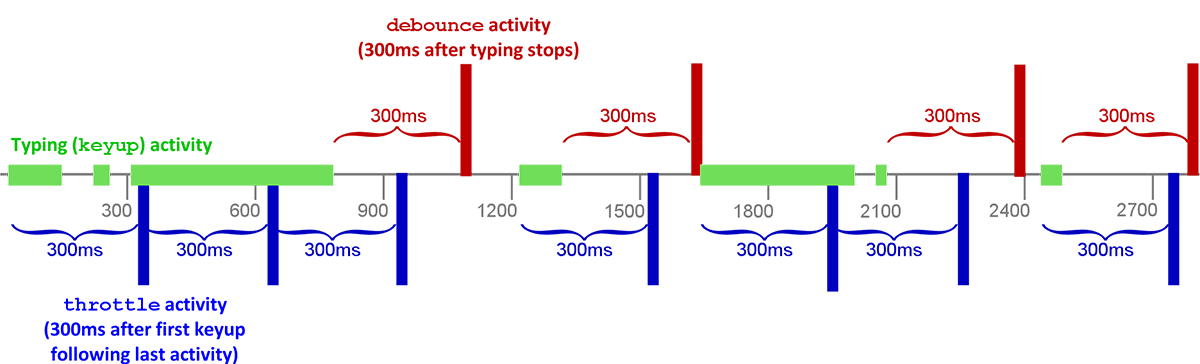 debounce activity
(300ms after typing stops)
300ms 300ms 300ms 300ms
Typing (keyup) activity
300 600 900 1200 1500 1800 2100 2400 2700
300ms 300ms 300ms 300ms 300ms 300ms 300ms
throttle activity
(300ms after first keyup
following last activity)